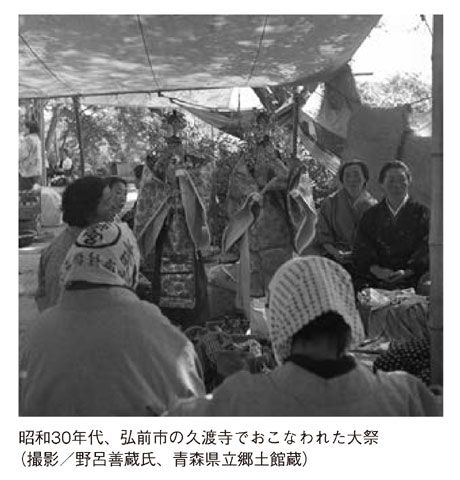 昭和30年代、弘前市の久渡寺でおこなわれた大祭
（撮影／野呂善蔵氏、青森県立郷土館蔵）